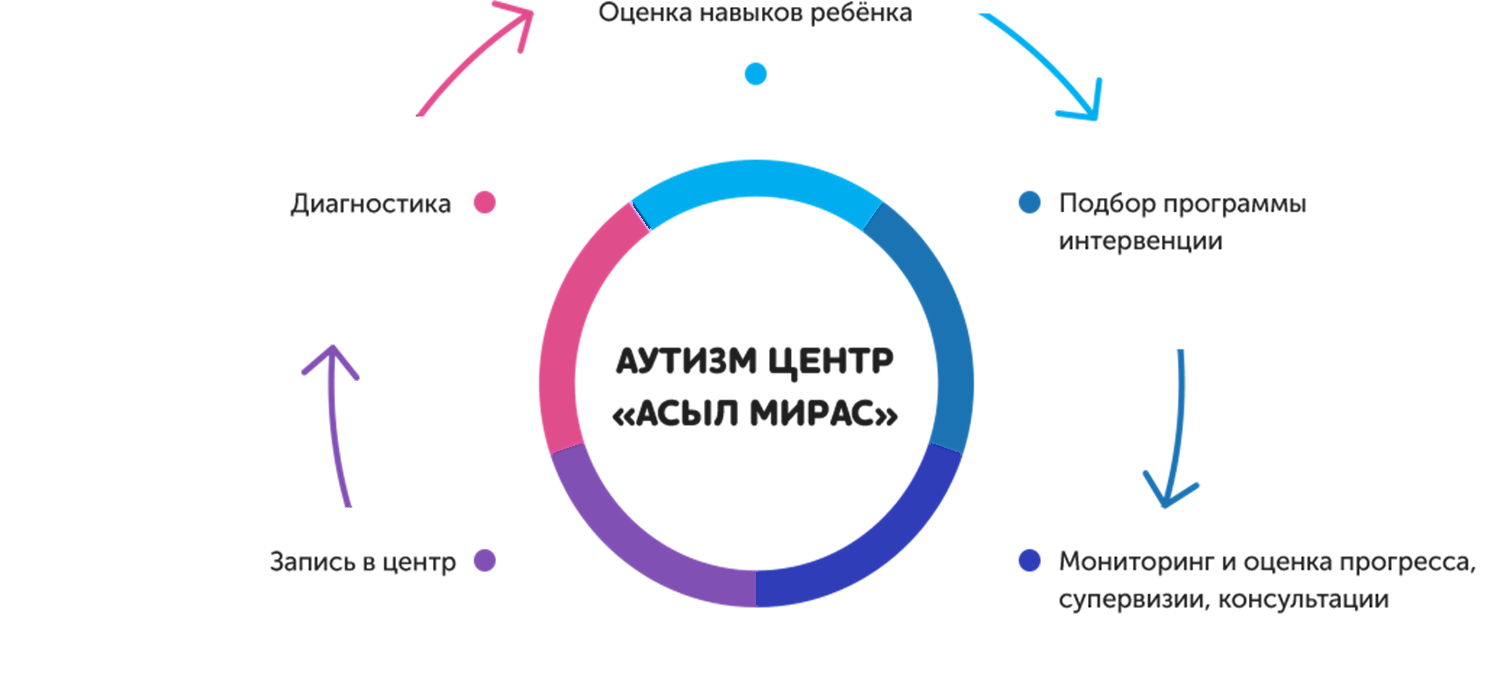 Оценка навыков ребёнка
Диагностика
Подбор программы
интервенции
АУТИЗМ ЦЕНТР
«АСЫЛ МИРАС»
Запись в центр
Мониторинг и оценка прогресса,
супервизии, консультации